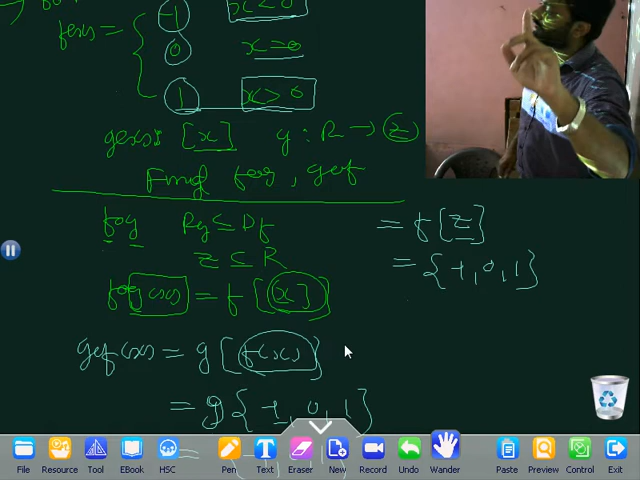 f(x) = { -1 x < 0
0 x = 0
1 x > 0
g(x) = [x] g : R → Z
Find fog, gof
fog Rg ⊆ Df
Z ⊆ R
fog(x) = f [x]
= f[Z]
= {-1, 0, 1}
gof(x) = g [f(x)]
= g {-1, 0, 1}
=
File Resource Tool EBook HSC Pen Text Eraser New Record Undo Wander Paste Preview Control Exit